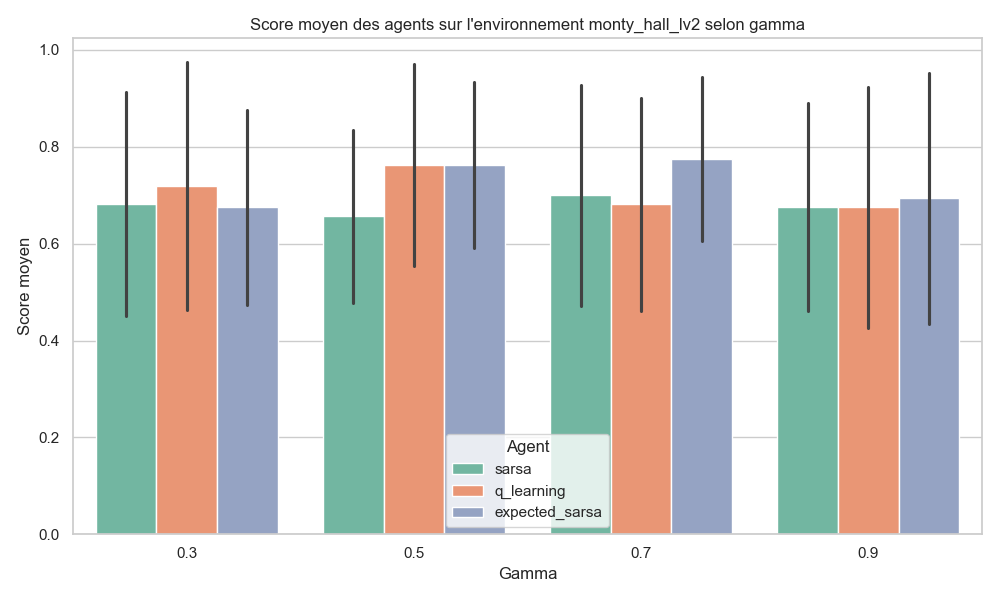 Score moyen des agents sur l'environnement monty_hall_lv2 selon gamma
1.0
0.8
0.6
0.4
0.2
0.0
Score moyen
Agent
sarsa
q_learning
expected_sarsa
0.3
0.5
0.7
0.9
Gamma